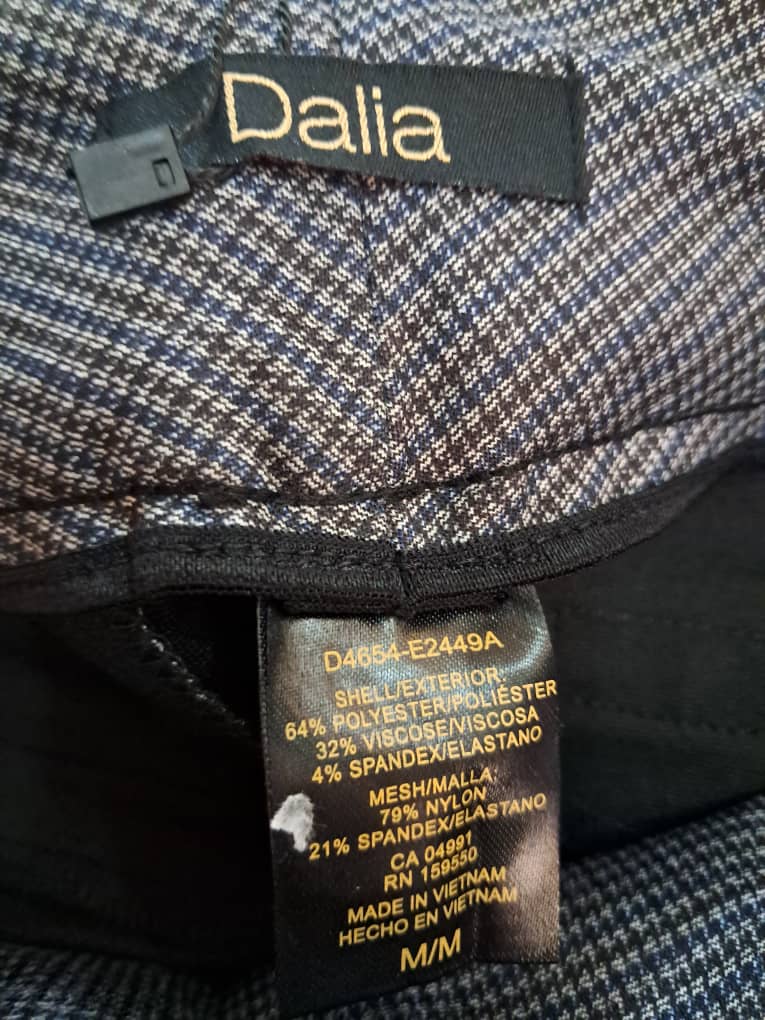 Dalia
D4654-E2449A
SHELL/EXTERIOR:
64% POLYESTER/POLIÉSTER
32% VISCOSE/VISCOSA
4% SPANDEX/ELASTANO
MESH/MALLA:
79% NYLON
21% SPANDEX/ELASTANO
CA 04991
RN 159550
MADE IN VIETNAM
HECHO EN VIETNAM
M/M